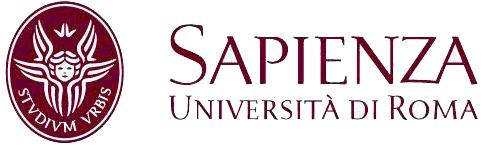 STVDIVM VRBIS
SAPIENZA
UNIVERSITÀ DI ROMA